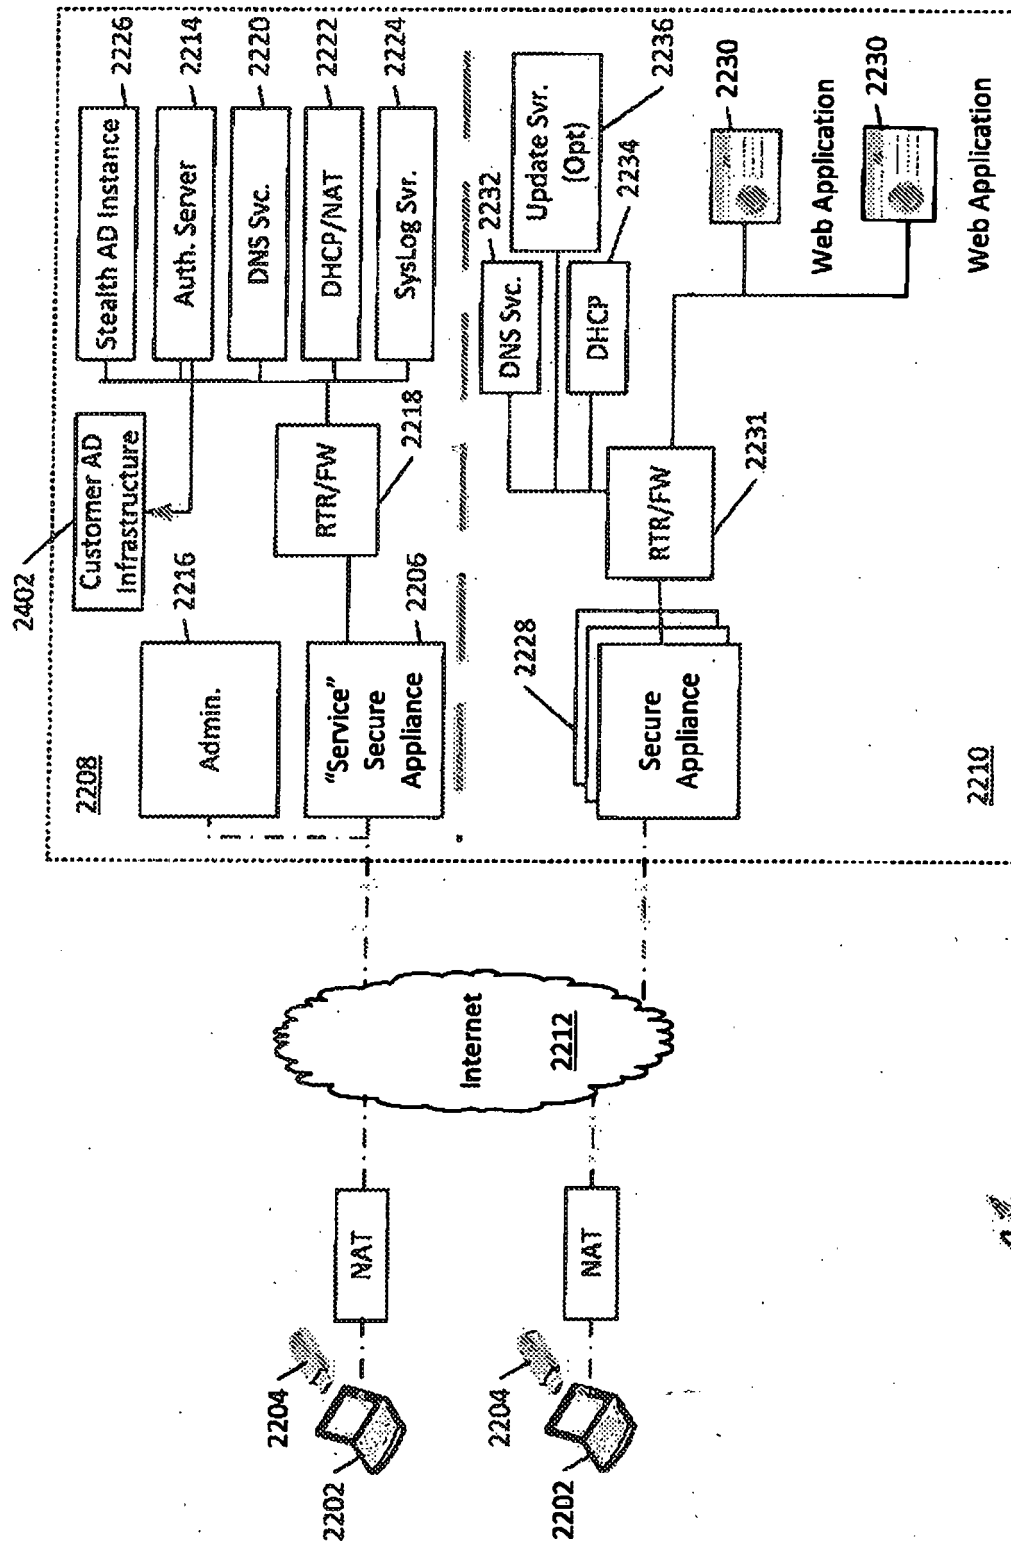 2402
Customer AD
Infrastructure
Stealth AD Instance
2226
Auth. Server
2214
DNS Svc.
2220
DHCP/NAT
2222
SysLog Svr.
2224
2208
Admin.
2216
RTR/FW
2218
"Service"
Secure
Appliance
2206
2204
2202
NAT
Internet
2212
2204
2202
NAT
Secure
Appliance
2228
RTR/FW
2231
DNS Svc.
2232
Update Svr.
(Opt)
2236
DHCP
2234
2230
Web Application
2230
Web Application
2210